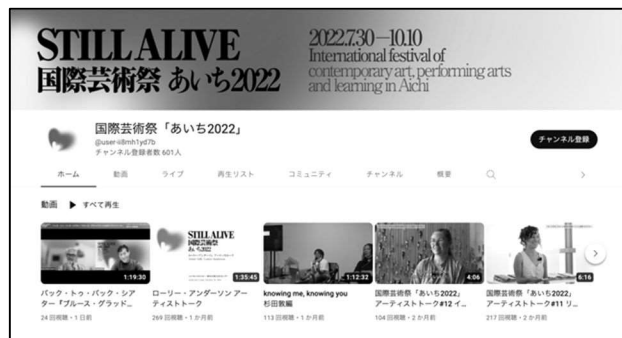 STILL ALIVE
国際芸術祭 あいち2022
2022.7.30—10.10
International festival of
contemporary art, performing arts
and learning in Aichi
国際芸術祭「あいち2022」
@user-ii8mh1yd7b
チャンネル登録者数 601人
チャンネル登録
ホーム 動画 ライブ 再生リスト コミュニティ チャンネル 概要
動画 ▶ すべて再生
1:19:30
STILL ALIVE
国際芸術祭
あいち2022
1:35:45
1:12:32
4:06
6:16
バック・トゥ・バック・シアター『ブルース・グラッド…
24 回視聴・1 日前
ローリー・アンダーソン アーティストトーク
269 回視聴・1 か月前
knowing me, knowing you
杉田敦編
113 回視聴・1 か月前
国際芸術祭「あいち2022」
アーティストトーク#12 イ…
104 回視聴・2 か月前
国際芸術祭「あいち2022」
アーティストトーク#11 リ…
217 回視聴・2 か月前